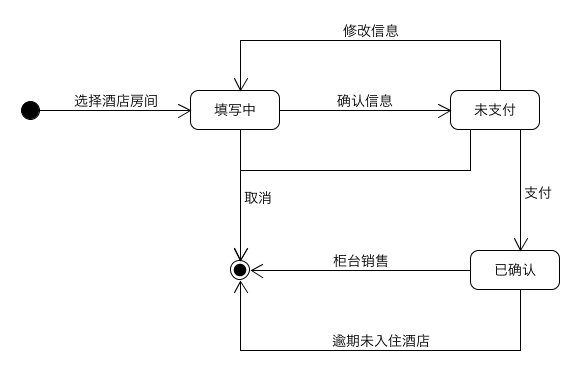 修改信息
选择酒店房间
填写中
确认信息
未支付
取消
支付
柜台销售
已确认
逾期未入住酒店